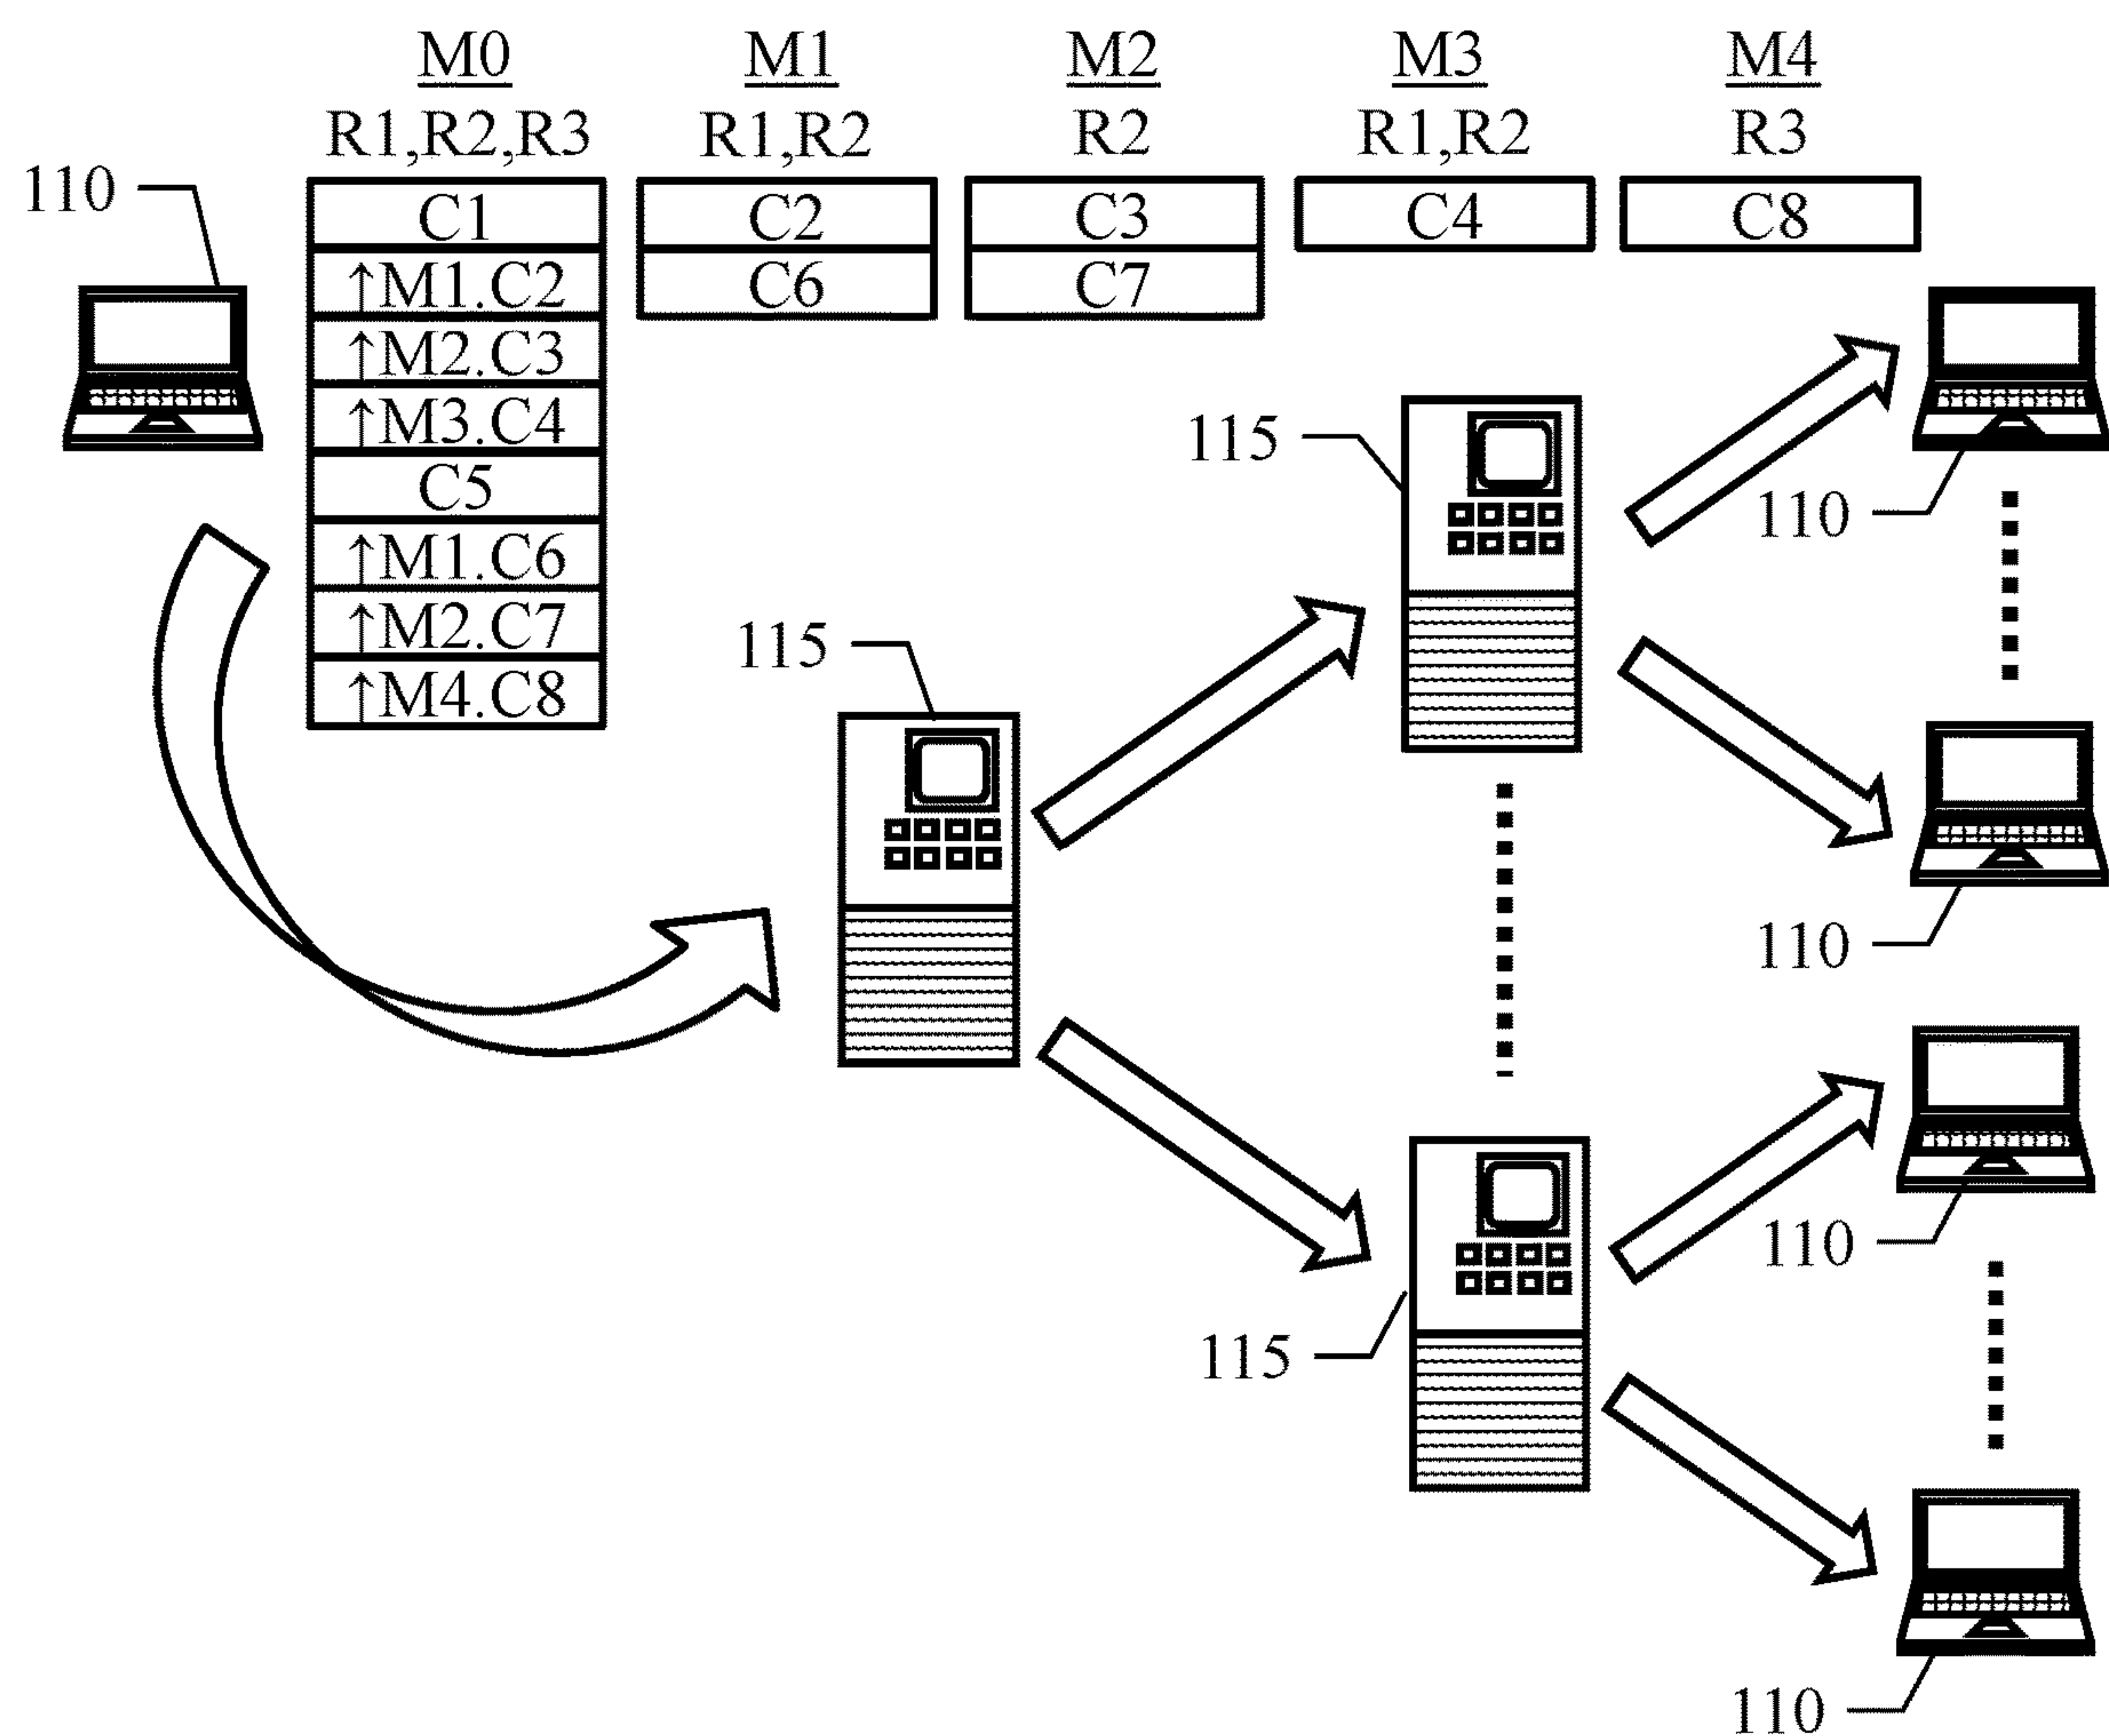 M0 M1 M2 M3 M4
R1,R2,R3 R1,R2 R2 R1,R2 R3
110 C1 C2 C3 C4 C8
↑M1.C2 C6 C7
↑M2.C3
↑M3.C4
C5
↑M1.C6
↑M2.C7
↑M4.C8
115
110
115
110
110
115
110